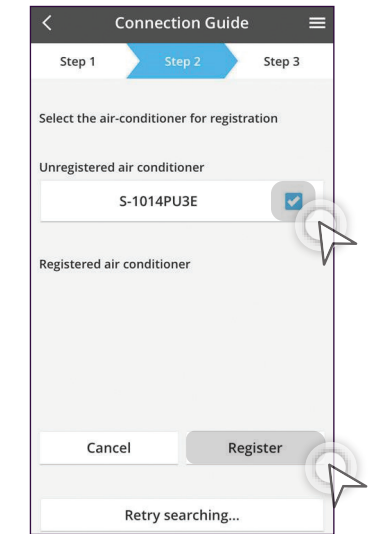 Connection Guide
Step 1 Step 2 Step 3
Select the air-conditioner for registration
Unregistered air conditioner
S-1014PU3E
Registered air conditioner
Cancel Register
Retry searching...